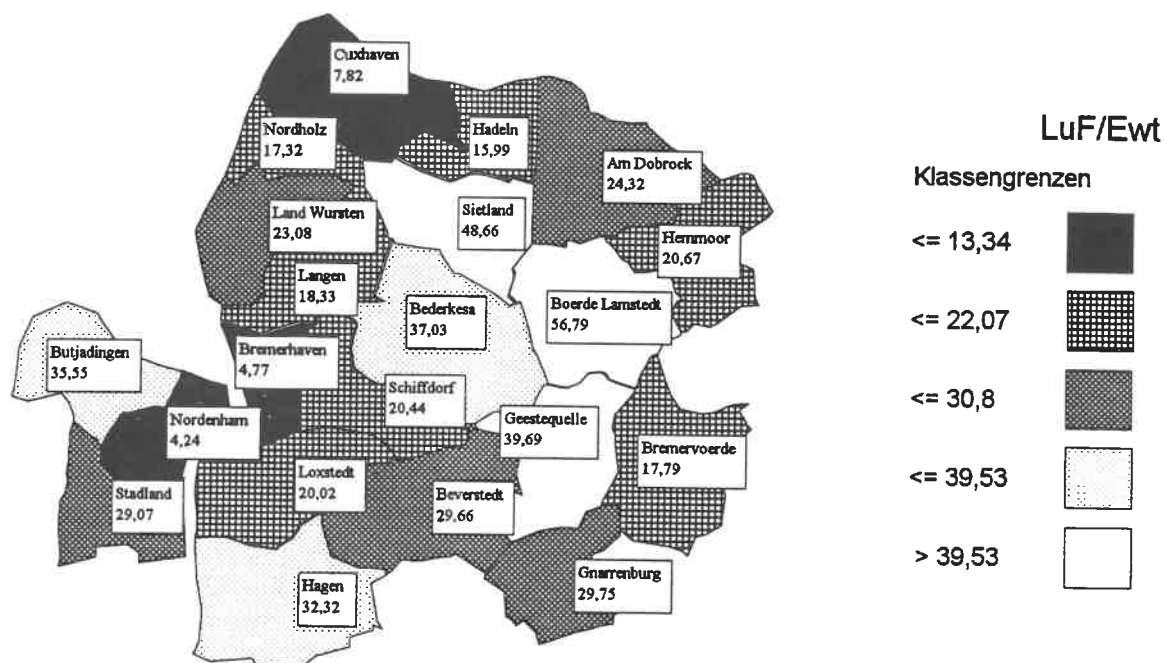 Cuxhaven
7,82
Nordholz
17,32
Hadeln
15,99
Am Dobrock
24,32
Land Wursten
23,08
Sietland
48,66
Hemmoor
20,67
Langen
18,33
Bederkesa
37,03
Boerde Lamstedt
56,79
Butjadingen
35,55
Bremerhaven
4,77
Schiffdorf
20,44
Nordenham
4,24
Geestequelle
39,69
Bremervoerde
17,79
Stadland
29,07
Loxstedt
20,02
Beverstedt
29,66
Hagen
32,32
Gnarrenburg
29,75
LuF/Ewt
Klassengrenzen
<= 13,34
<= 22,07
<= 30,8
<= 39,53
> 39,53